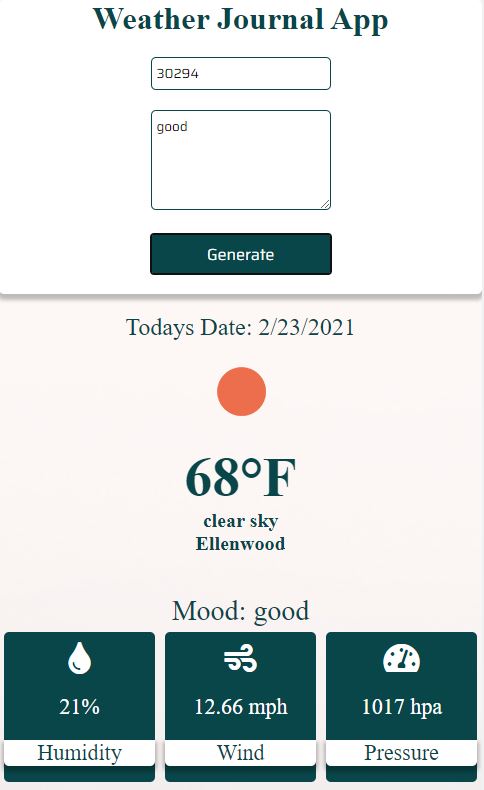 Weather Journal App
30294
good
Generate
Todays Date: 2/23/2021
68°F
clear sky
Ellenwood
Mood: good
21%
12.66 mph
1017 hpa
Humidity
Wind
Pressure